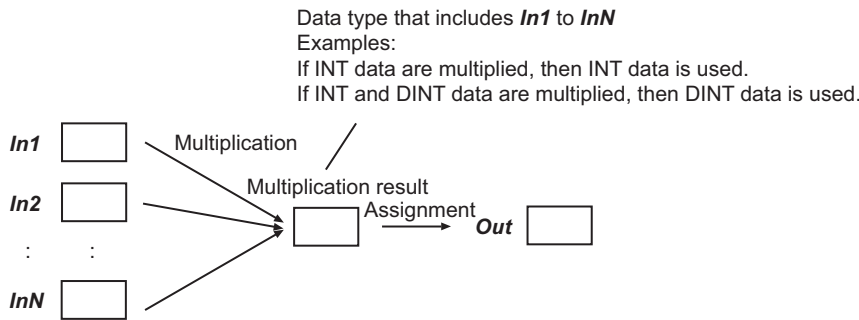 Data type that includes In1 to InN
Examples:
If INT data are multiplied, then INT data is used.
If INT and DINT data are multiplied, then DINT data is used.
In1
Multiplication
In2
Multiplication result
Assignment
Out
: :
InN